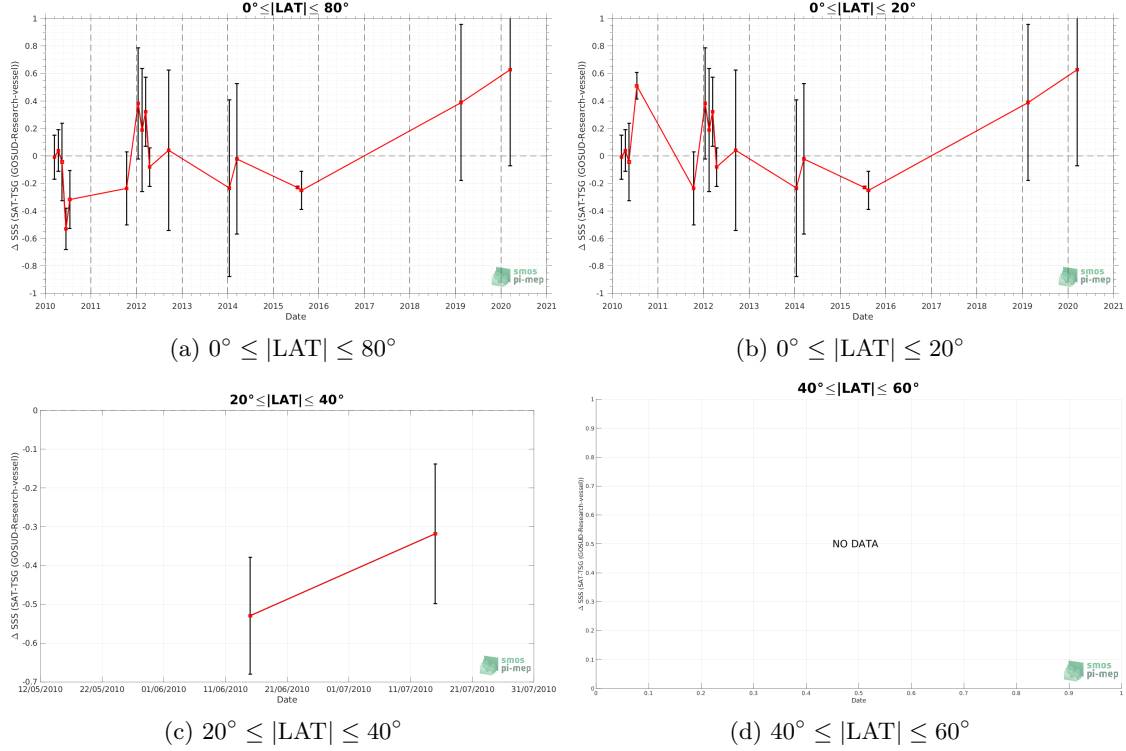 0°≤|LAT|≤ 80°
Δ SSS (SAT-TSG (GOSUD-Research-vessel))
1
0.8
0.6
0.4
0.2
0
-0.2
-0.4
-0.6
-0.8
-1
2010 2011 2012 2013 2014 2015 2016 2017 2018 2019 2020 2021
Date
smos
pi-mep
(a) 0° ≤ |LAT| ≤ 80°
0°≤|LAT|≤ 20°
Δ SSS (SAT-TSG (GOSUD-Research-vessel))
1
0.8
0.6
0.4
0.2
0
-0.2
-0.4
-0.6
-0.8
-1
2010 2011 2012 2013 2014 2015 2016 2017 2018 2019 2020 2021
Date
smos
pi-mep
(b) 0° ≤ |LAT| ≤ 20°
20°≤|LAT|≤ 40°
Δ SSS (SAT-TSG (GOSUD-Research-vessel))
0
-0.1
-0.2
-0.3
-0.4
-0.5
-0.6
-0.7
12/05/2010 22/05/2010 01/06/2010 11/06/2010 21/06/2010 01/07/2010 11/07/2010 21/07/2010 31/07/2010
Date
smos
pi-mep
(c) 20° ≤ |LAT| ≤ 40°
40°≤|LAT|≤ 60°
Δ SSS (SAT-TSG (GOSUD-Research-vessel))
1
0.9
0.8
0.7
0.6
0.5
0.4
0.3
0.2
0.1
0
NO DATA
0 0.1 0.2 0.3 0.4 0.5 0.6 0.7 0.8 0.9 1
Date
smos
pi-mep
(d) 40° ≤ |LAT| ≤ 60°